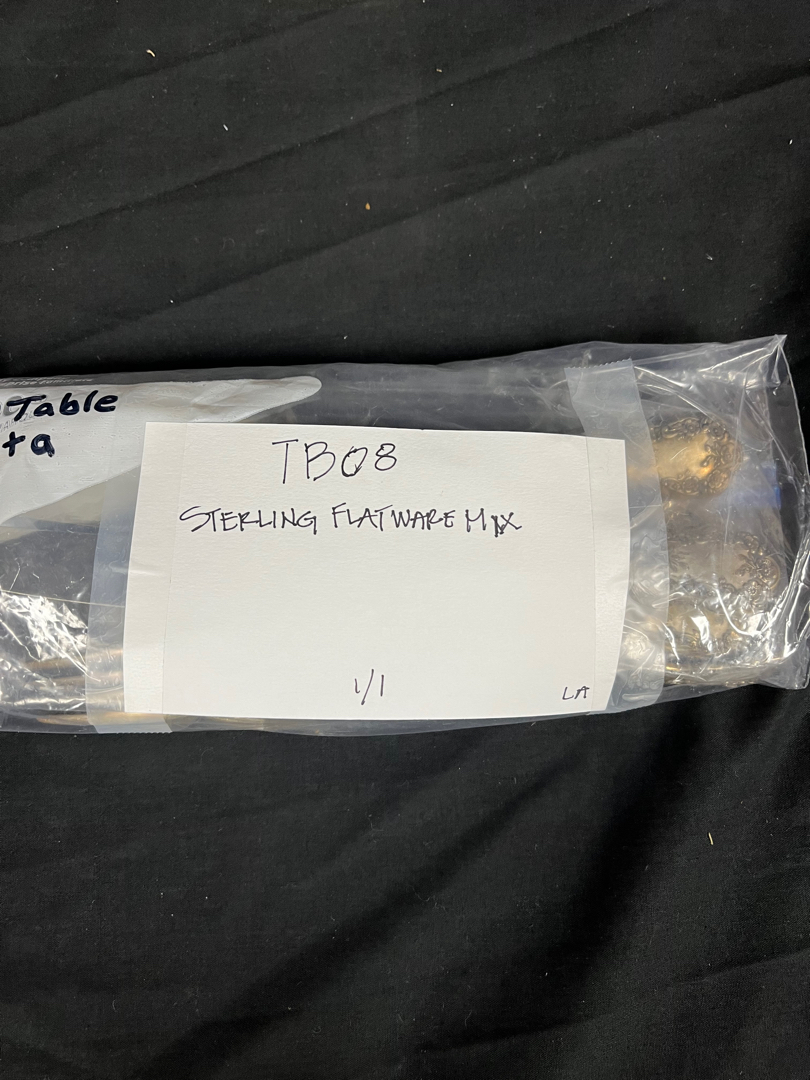 Table
ta
TB08
STERLING FLATWARE MIX
1/1
LA